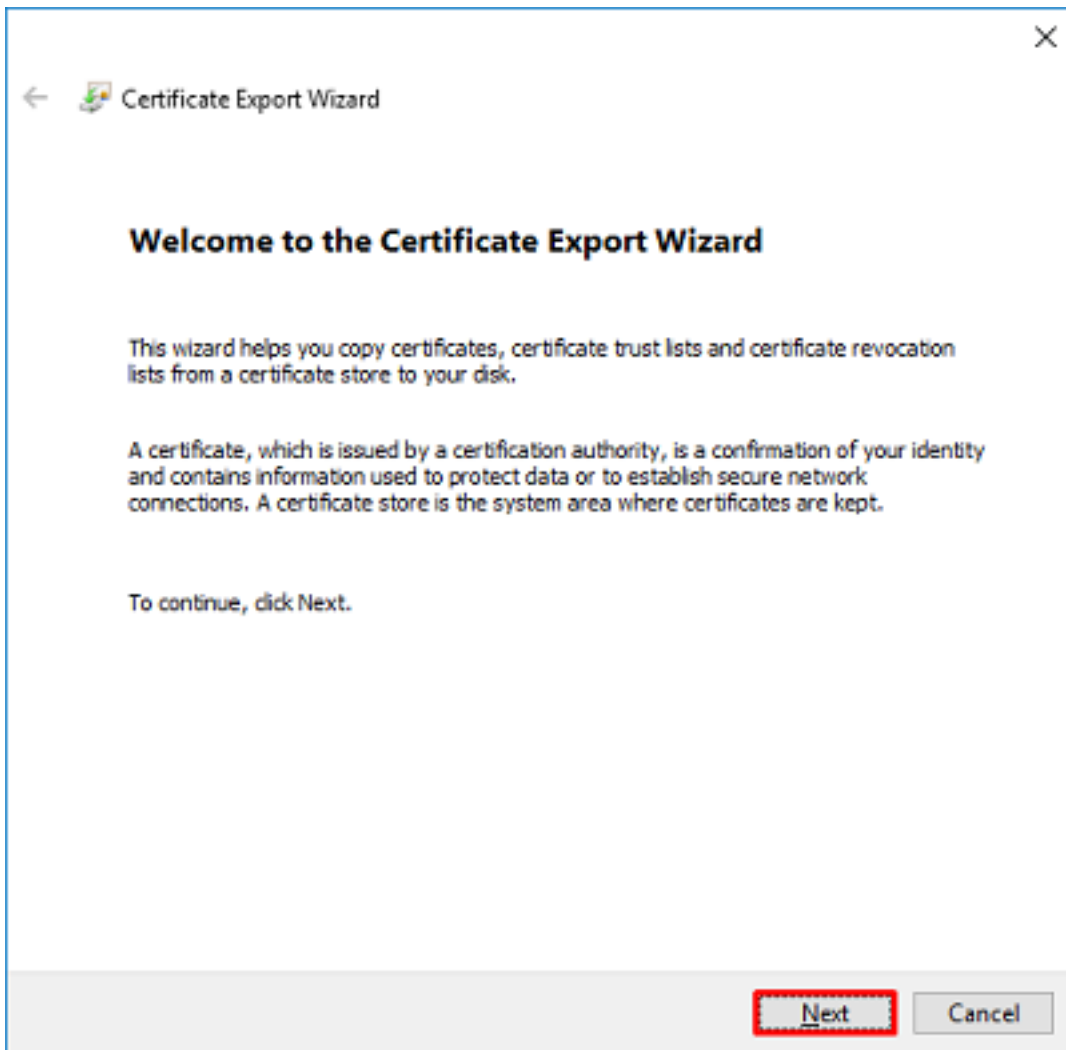 Certificate Export Wizard
Welcome to the Certificate Export Wizard
This wizard helps you copy certificates, certificate trust lists and certificate revocation
lists from a certificate store to your disk.
A certificate, which is issued by a certification authority, is a confirmation of your identity
and contains information used to protect data or to establish secure network
connections. A certificate store is the system area where certificates are kept.
To continue, click Next.
Next
Cancel